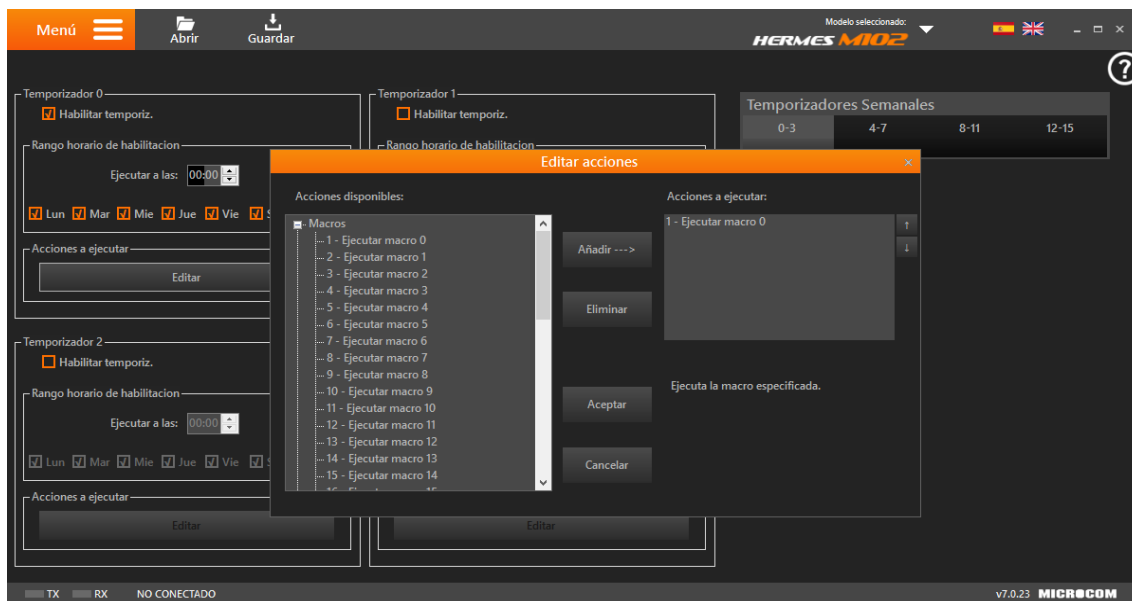 Menú
Abrir
Guardar
Modelo seleccionado:
HERMES M102
?
Temporizador 0
Habilitar temporiz.
Rango horario de habilitacion
Ejecutar a las: 00:00
Lun Mar Mie Jue Vie
Acciones a ejecutar
Editar
Temporizador 1
Habilitar temporiz.
Rango horario de habilitacion
Temporizadores Semanales
0-3 4-7 8-11 12-15
Editar acciones
Acciones disponibles:
Macros
1 - Ejecutar macro 0
2 - Ejecutar macro 1
3 - Ejecutar macro 2
4 - Ejecutar macro 3
5 - Ejecutar macro 4
6 - Ejecutar macro 5
7 - Ejecutar macro 6
8 - Ejecutar macro 7
9 - Ejecutar macro 8
10 - Ejecutar macro 9
11 - Ejecutar macro 10
12 - Ejecutar macro 11
13 - Ejecutar macro 12
14 - Ejecutar macro 13
15 - Ejecutar macro 14
Añadir --->
Eliminar
Aceptar
Cancelar
Acciones a ejecutar:
1 - Ejecutar macro 0
Ejecuta la macro especificada.
Temporizador 2
Habilitar temporiz.
Rango horario de habilitacion
Ejecutar a las: 00:00
Lun Mar Mie Jue Vie
Acciones a ejecutar
Editar
Editar
TX RX NO CONECTADO
v7.0.23 MICROCOM